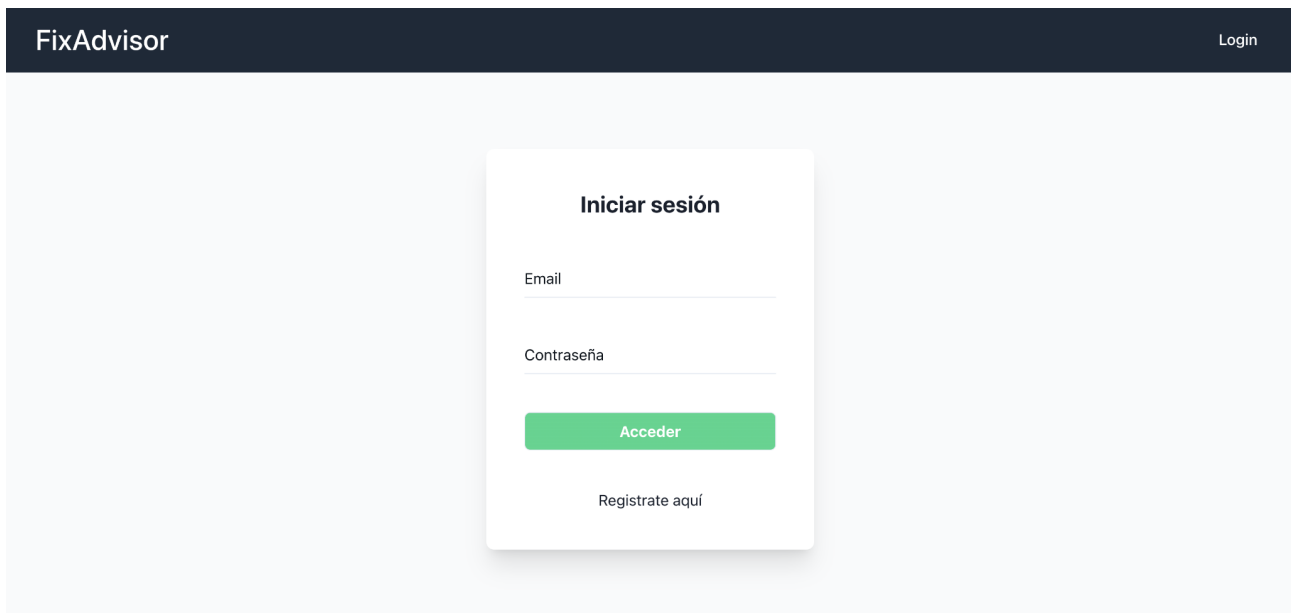 FixAdvisor
Login
Iniciar sesión
Email
Contraseña
Acceder
Registrate aquí